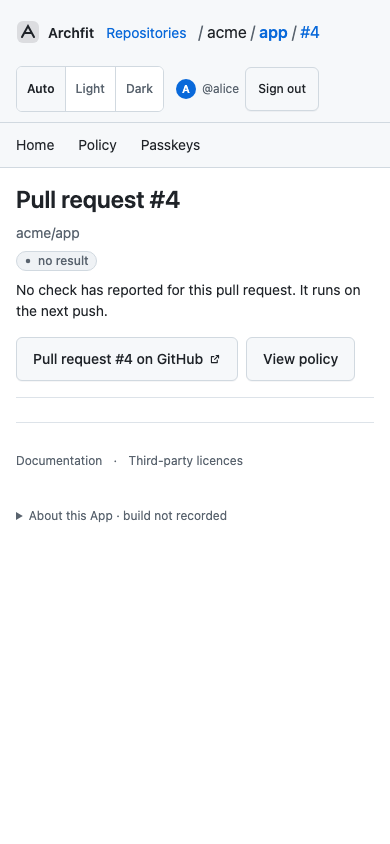 Archfit Repositories / acme / app / #4
Auto Light Dark A @alice Sign out
Home Policy Passkeys
Pull request #4
acme/app
• no result
No check has reported for this pull request. It runs on
the next push.
Pull request #4 on GitHub View policy
Documentation · Third-party licences
About this App · build not recorded